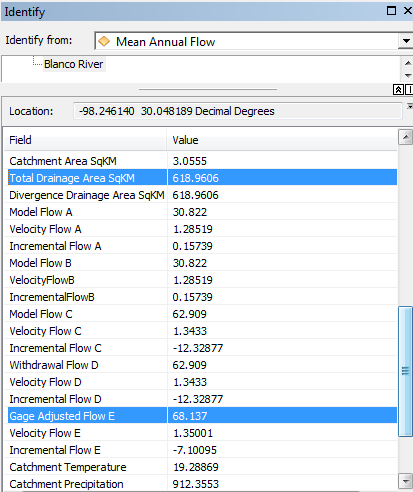 Identify
Identify from: Mean Annual Flow
Blanco River
Location: -98.246140 30.048189 Decimal Degrees
Field Value
Catchment Area SqKM 3.0555
Total Drainage Area SqKM 618.9606
Divergence Drainage Area SqKM 618.9606
Model Flow A 30.822
Velocity Flow A 1.28519
Incremental Flow A 0.15739
Model Flow B 30.822
VelocityFlowB 1.28519
IncrementalFlowB 0.15739
Model Flow C 62.909
Velocity Flow C 1.3433
Incremental Flow C -12.32877
Withdrawal Flow D 62.909
Velocity Flow D 1.3433
Incremental Flow D -12.32877
Gage Adjusted Flow E 68.137
Velocity Flow E 1.35001
Incremental Flow E -7.10095
Catchment Temperature 19.28869
Catchment Precipitation 912.3553